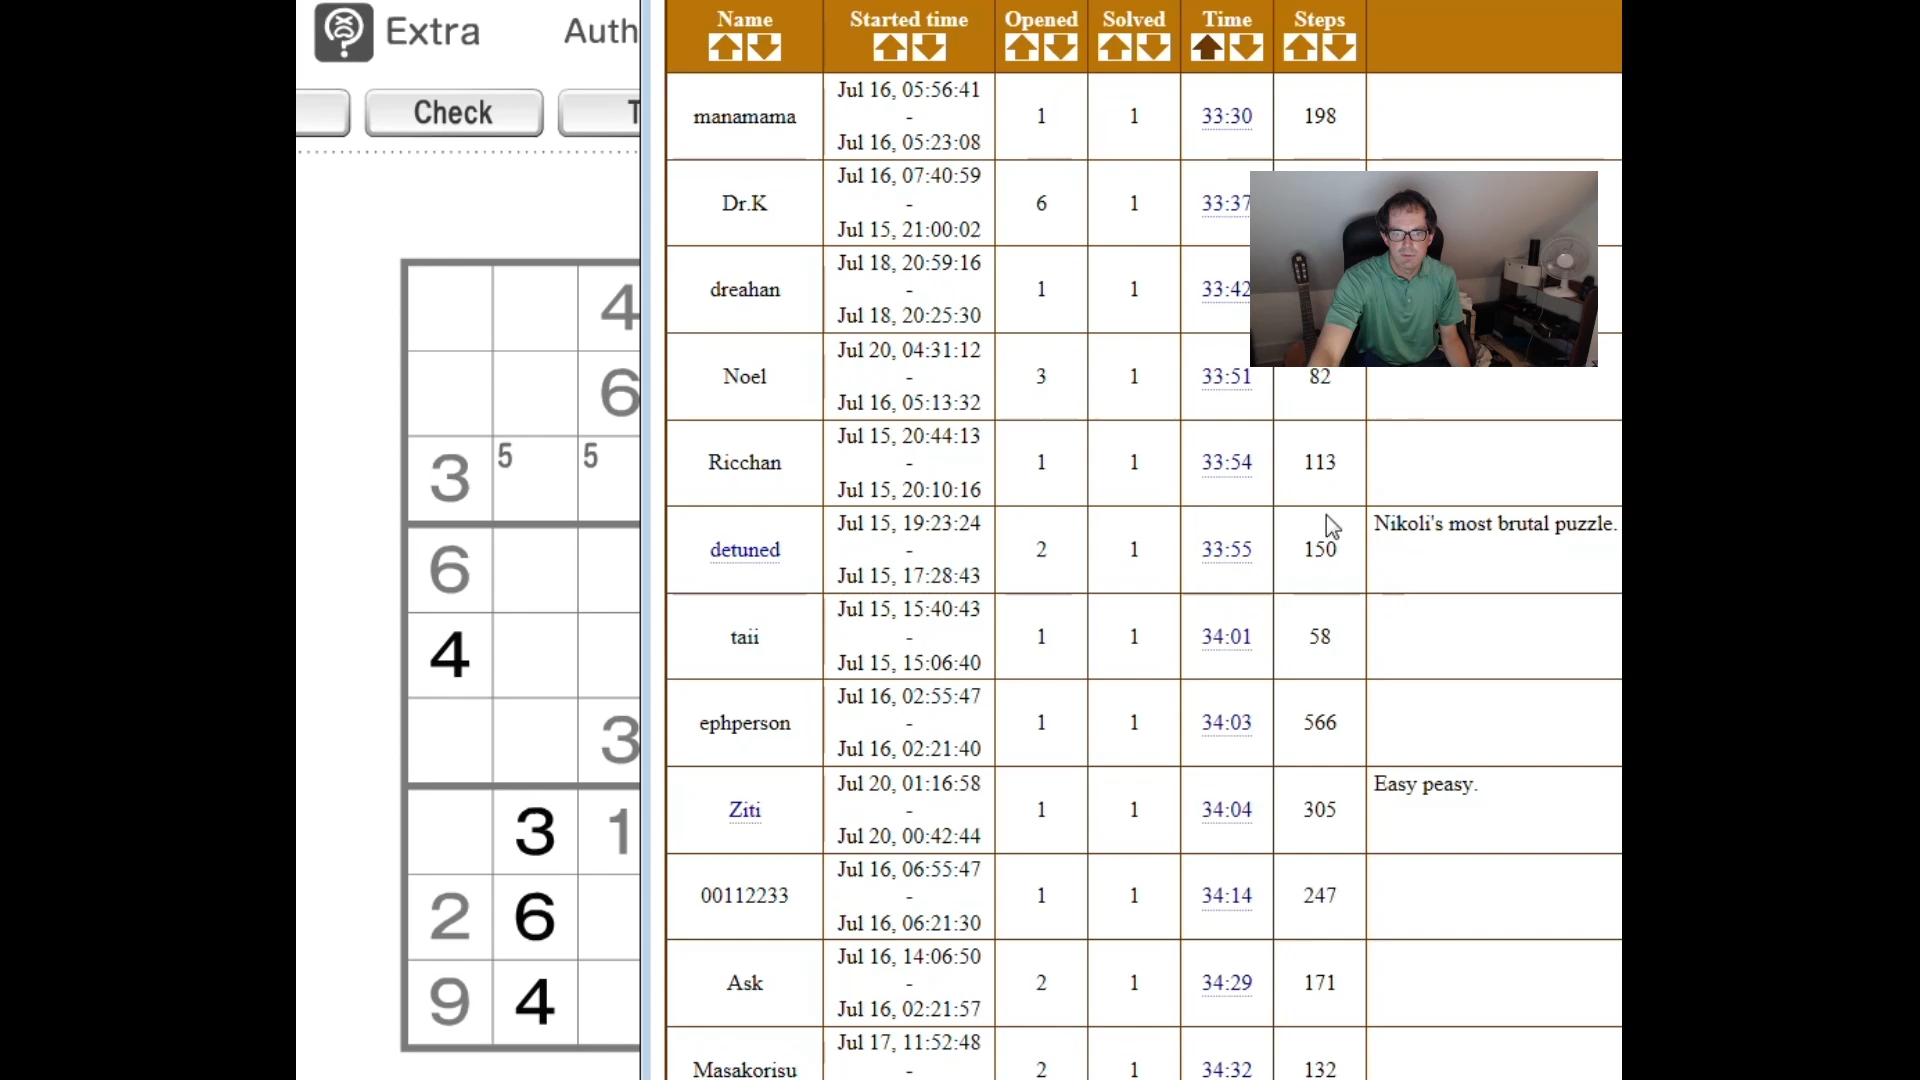 Extra Auth
Check T
4
6
3 5 5
6
4
3
3 1
2 6
9 4
Name Started time Opened Solved Time Steps
manamama Jul 16, 05:56:41 - Jul 16, 05:23:08 1 1 33:30 198
Dr.K Jul 16, 07:40:59 - Jul 15, 21:00:02 6 1 33:37
dreahan Jul 18, 20:59:16 - Jul 18, 20:25:30 1 1 33:42
Noel Jul 20, 04:31:12 - Jul 16, 05:13:32 3 1 33:51 82
Ricchan Jul 15, 20:44:13 - Jul 15, 20:10:16 1 1 33:54 113
detuned Jul 15, 19:23:24 - Jul 15, 17:28:43 2 1 33:55 150 Nikoli's most brutal puzzle.
taii Jul 15, 15:40:43 - Jul 15, 15:06:40 1 1 34:01 58
ephperson Jul 16, 02:55:47 - Jul 16, 02:21:40 1 1 34:03 566
Ziti Jul 20, 01:16:58 - Jul 20, 00:42:44 1 1 34:04 305 Easy peasy.
00112233 Jul 16, 06:55:47 - Jul 16, 06:21:30 1 1 34:14 247
Ask Jul 16, 14:06:50 - Jul 16, 02:21:57 2 1 34:29 171
Masakorisu Jul 17, 11:52:48 - 2 1 34:32 132